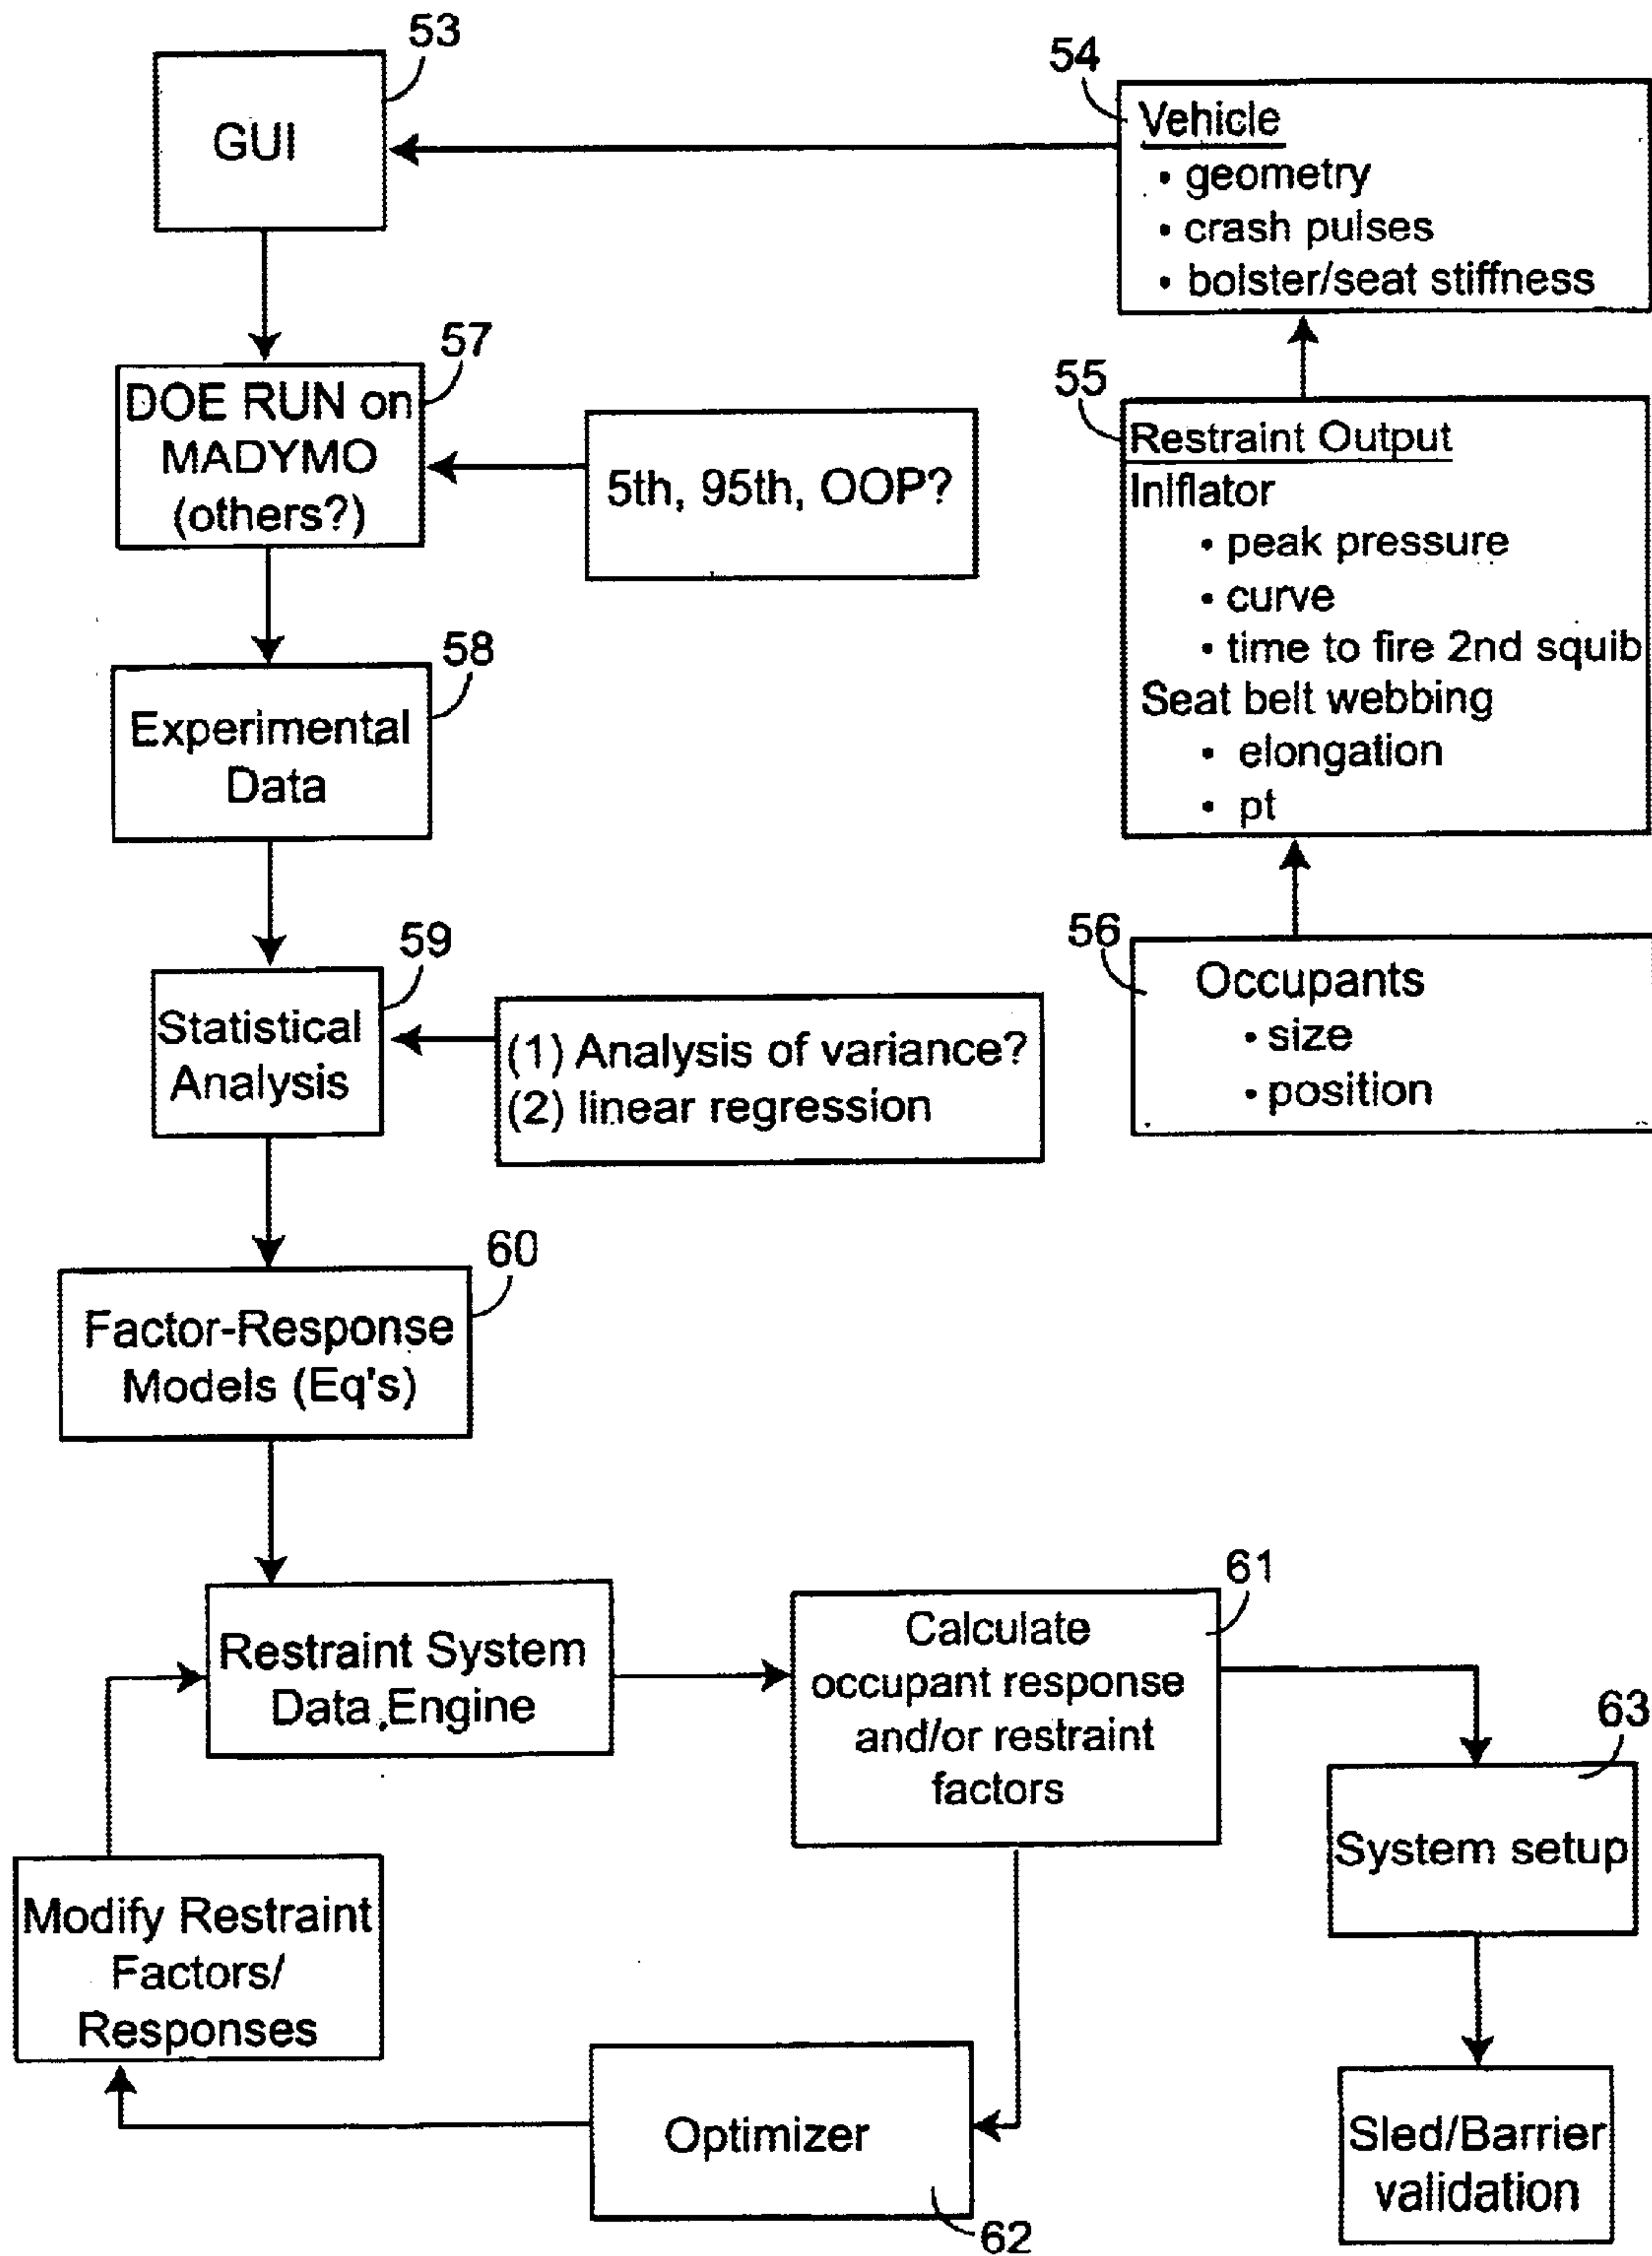 53
GUI
54
Vehicle
• geometry
• crash pulses
• bolster/seat stiffness
57
DOE RUN on
MADYMO
(others?)
5th, 95th, OOP?
55
Restraint Output
Iniflator
• peak pressure
• curve
• time to fire 2nd squib
Seat belt webbing
• elongation
• pt
58
Experimental
Data
56
Occupants
• size
• position
59
Statistical
Analysis
(1) Analysis of variance?
(2) linear regression
60
Factor-Response
Models (Eq's)
Restraint System
Data Engine
61
Calculate
occupant response
and/or restraint
factors
63
System setup
Modify Restraint
Factors/
Responses
Optimizer
62
Sled/Barrier
validation